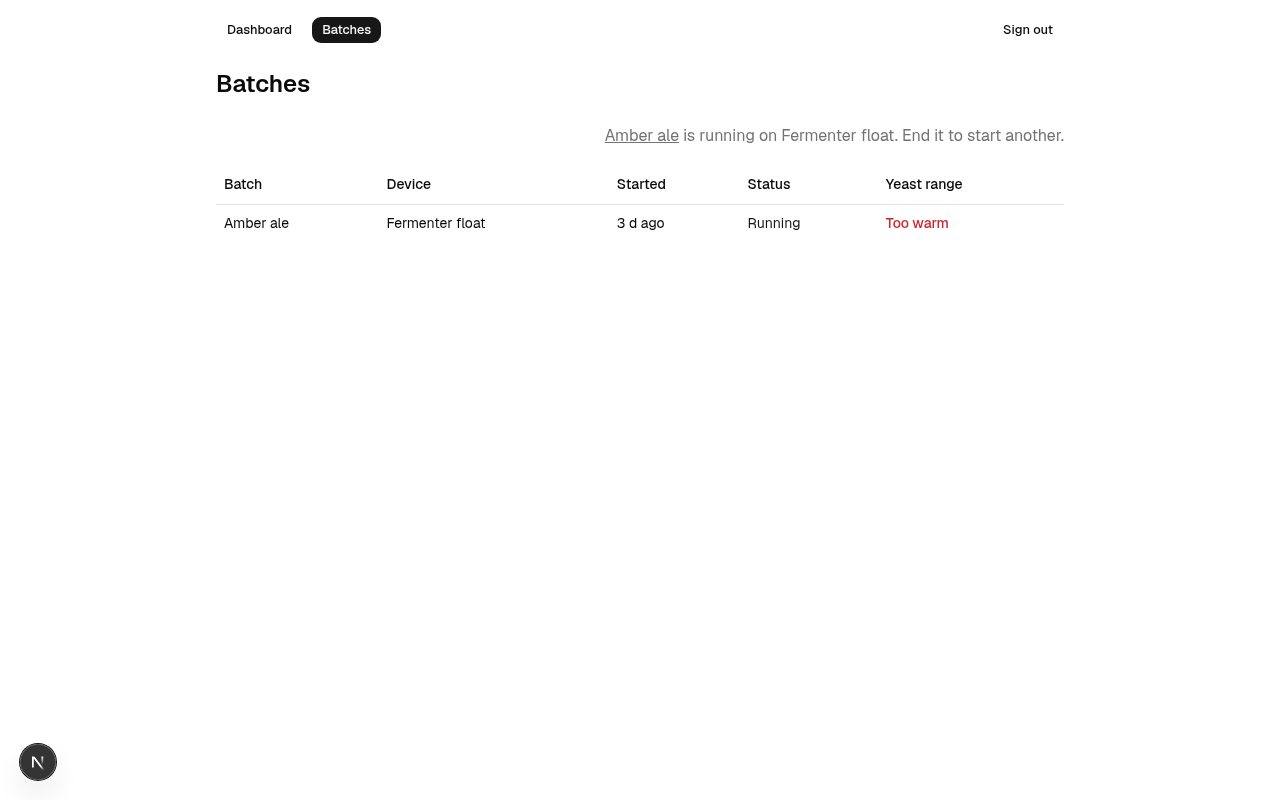 Dashboard Batches Sign out
Batches
Amber ale is running on Fermenter float. End it to start another.
Batch Device Started Status Yeast range
Amber ale Fermenter float 3 d ago Running Too warm
N